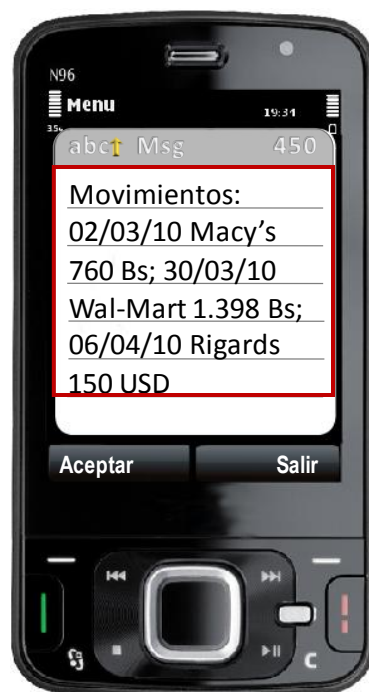 N96
Menu
19:31
35
abc Msg 450
Movimientos:
02/03/10 Macy’s
760 Bs; 30/03/10
Wal-Mart 1.398 Bs;
06/04/10 Rigards
150 USD
Aceptar Salir
C